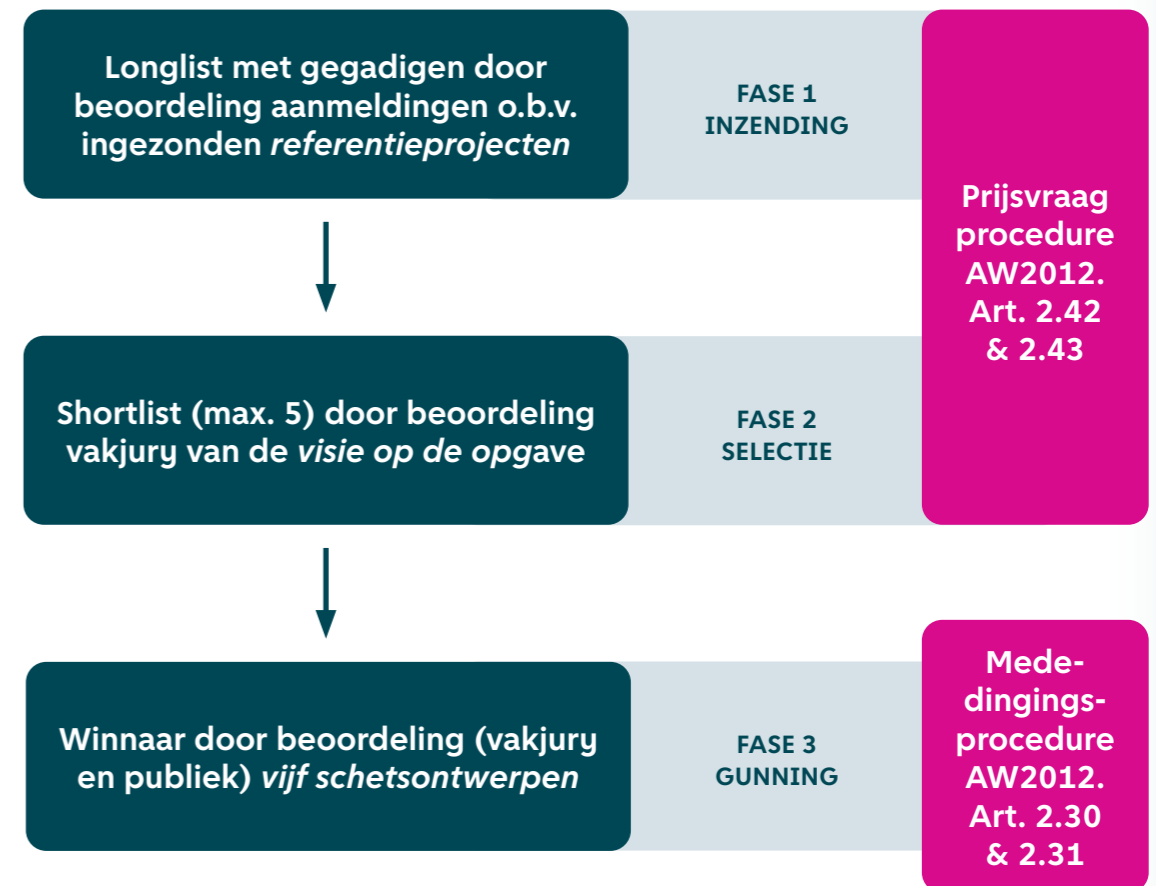 Longlist met gegadigen door
beoordeling aanmeldingen o.b.v.
ingezonden referentieprojecten
FASE 1
INZENDING
Prijsvraag
procedure
AW2012.
Art. 2.42
& 2.43
Shortlist (max. 5) door beoordeling
vakjury van de visie op de opgave
FASE 2
SELECTIE
Winnaar door beoordeling (vakjury
en publiek) vijf schetsontwerpen
FASE 3
GUNNING
Mede-
dingings-
procedure
AW2012.
Art. 2.30
& 2.31